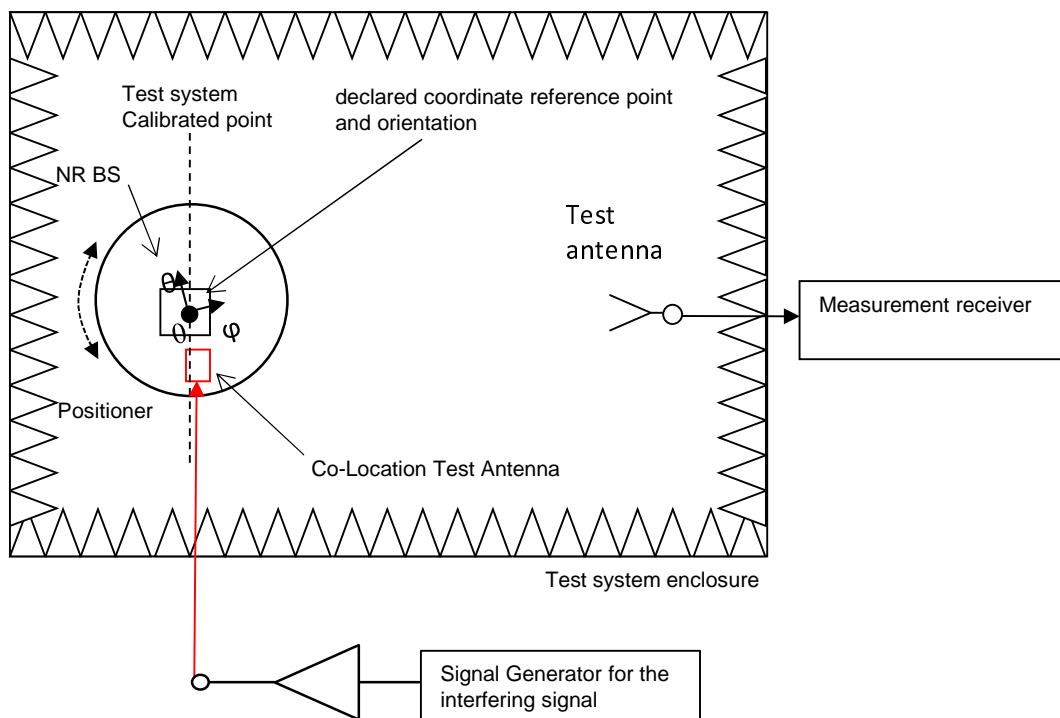 Test system
Calibrated point
declared coordinate reference point
and orientation
NR BS
Test
antenna
Measurement receiver
θ
θ
φ
Positioner
Co-Location Test Antenna
Test system enclosure
Signal Generator for the
interfering signal